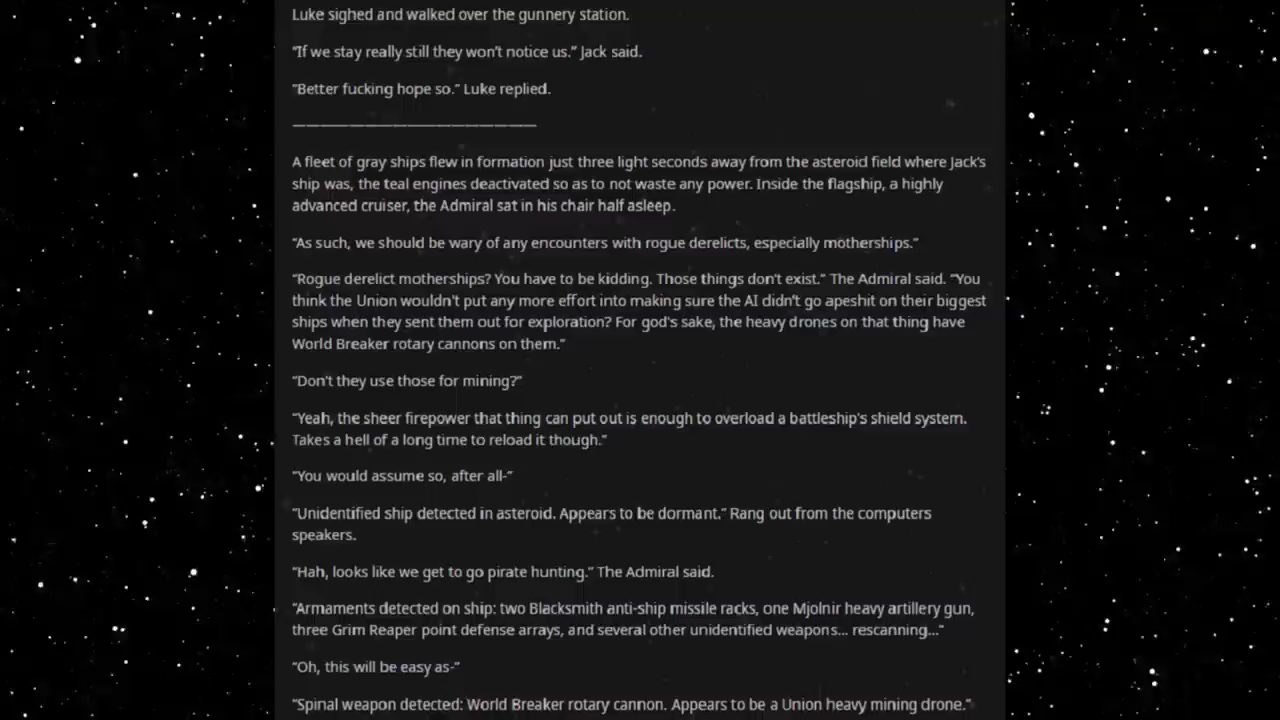 Luke sighed and walked over the gunnery station.
“If we stay really still they won’t notice us.” Jack said.
“Better fucking hope so.” Luke replied.
—————————————————
A fleet of gray ships flew in formation just three light seconds away from the asteroid field where Jack’s
ship was, the teal engines deactivated so as to not waste any power. Inside the flagship, a highly
advanced cruiser, the Admiral sat in his chair half asleep.
“As such, we should be wary of any encounters with rogue derelicts, especially motherships.”
“Rogue derelict motherships? You have to be kidding. Those things don’t exist.” The Admiral said. “You
think the Union wouldn’t put any more effort into making sure the AI didn’t go apeshit on their biggest
ships when they sent them out for exploration? For god’s sake, the heavy drones on that thing have
World Breaker rotary cannons on them.”
“Don’t they use those for mining?”
“Yeah, the sheer firepower that thing can put out is enough to overload a battleship’s shield system.
Takes a hell of a long time to reload it though.”
“You would assume so, after all-”
“Unidentified ship detected in asteroid. Appears to be dormant.” Rang out from the computers
speakers.
“Hah, looks like we get to go pirate hunting.” The Admiral said.
“Armaments detected on ship: two Blacksmith anti-ship missile racks, one Mjolnir heavy artillery gun,
three Grim Reaper point defense arrays, and several other unidentified weapons... rescanning...”
“Oh, this will be easy as-”
“Spinal weapon detected: World Breaker rotary cannon. Appears to be a Union heavy mining drone.”